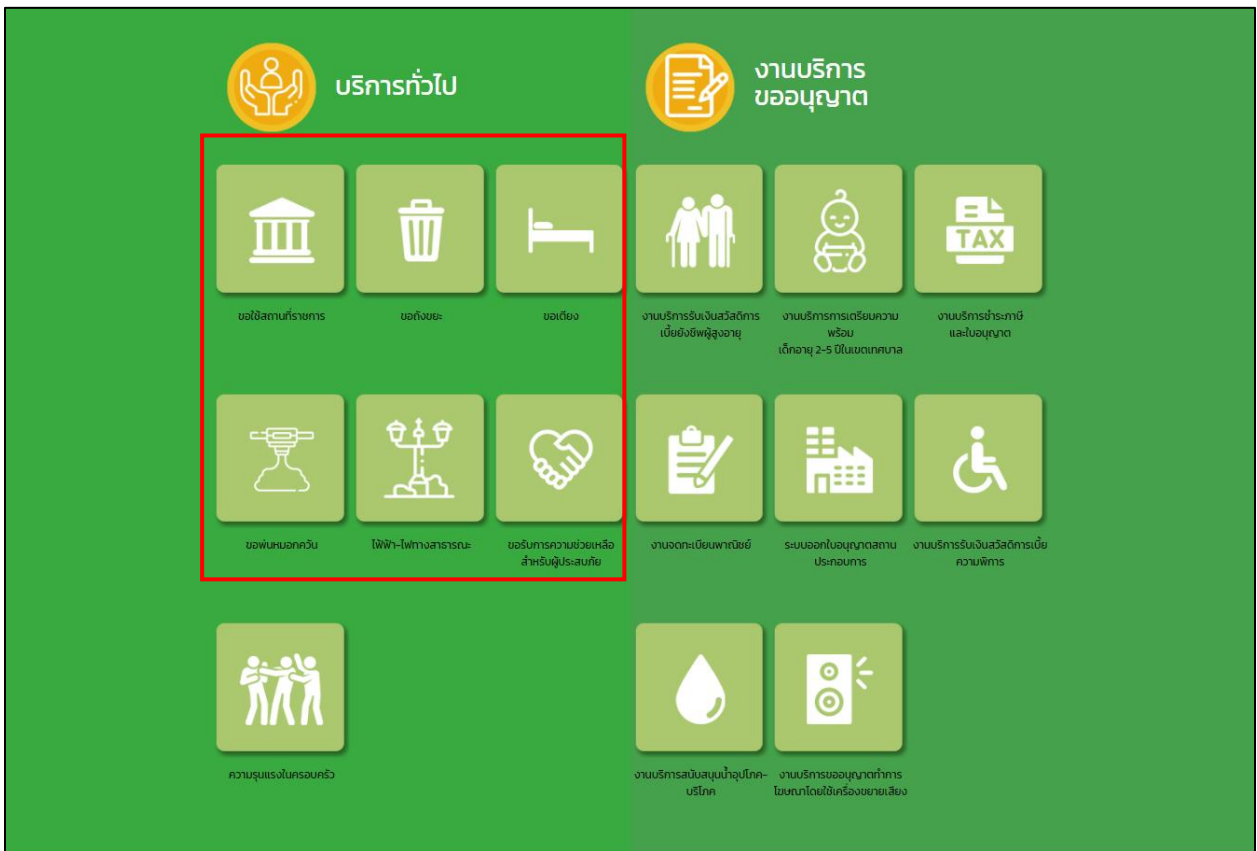 บริการทั่วไป
งานบริการ
ขออนุญาต
ขอใช้สถานที่ราชการ
ขอถังขยะ
ขอเตียง
งานบริการรับเงินสวัสดิการ
เบี้ยยังชีพผู้สูงอายุ
งานบริการการเตรียมความ
พร้อม
เด็กอายุ 2-5 ปีในเขตเทศบาล
TAX
งานบริการชำระภาษี
และใบอนุญาต
ขอพ่นหมอกควัน
ไฟ้ฟ้า-ไฟทางสาธารณะ
ขอรับการความช่วยเหลือ
สำหรับผู้ประสบภัย
งานจดทะเบียนพาณิชย์
ระบบออกใบอนุญาตสถาน
ประกอบการ
งานบริการรับเงินสวัสดิการเบี้ย
ความพิการ
ความรุนแรงในครอบครัว
งานบริการสนับสนุนน้ำอุปโภค-
บริโภค
งานบริการขออนุญาตทำการ
โฆษณาโดยใช้เครื่องขยายเสียง